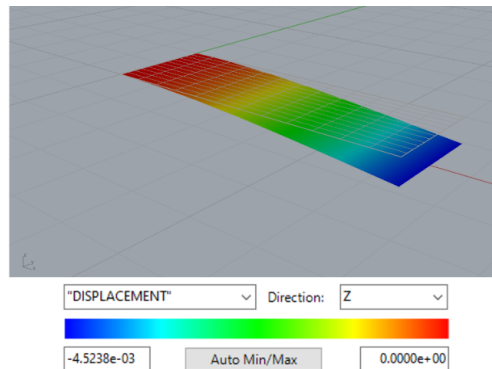 "DISPLACEMENT" Direction: Z
-4.5238e-03 Auto Min/Max 0.0000e+00